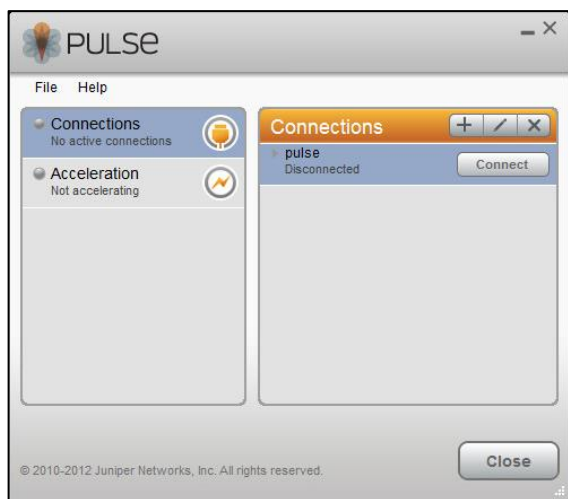 PULSE
File Help
Connections
No active connections
Acceleration
Not accelerating
Connections
pulse
Disconnected
Connect
© 2010-2012 Juniper Networks, Inc. All rights reserved.
Close